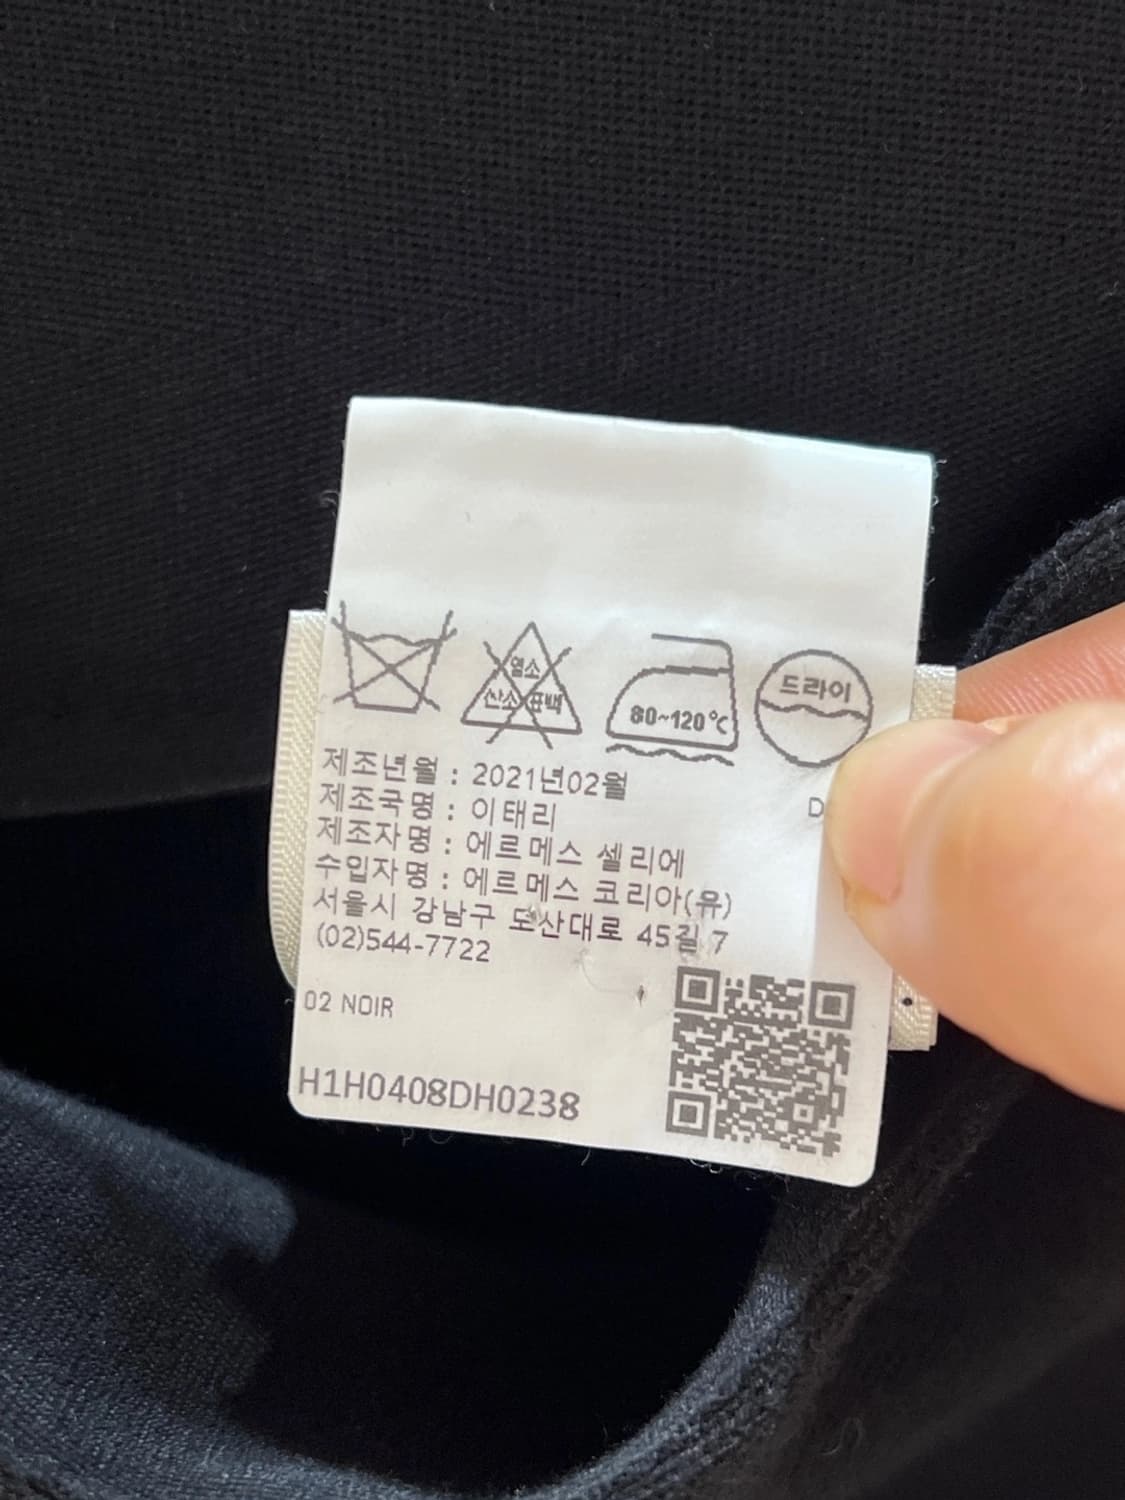 염소
산소 표백
80~120℃
드라이
제조년월 : 2021년02월
제조국명 : 이태리
제조자명 : 에르메스 셀리에
수입자명 : 에르메스 코리아(유)
서울시 강남구 도산대로 45길 7
(02)544-7722
02 NOIR
H1H0408DH0238